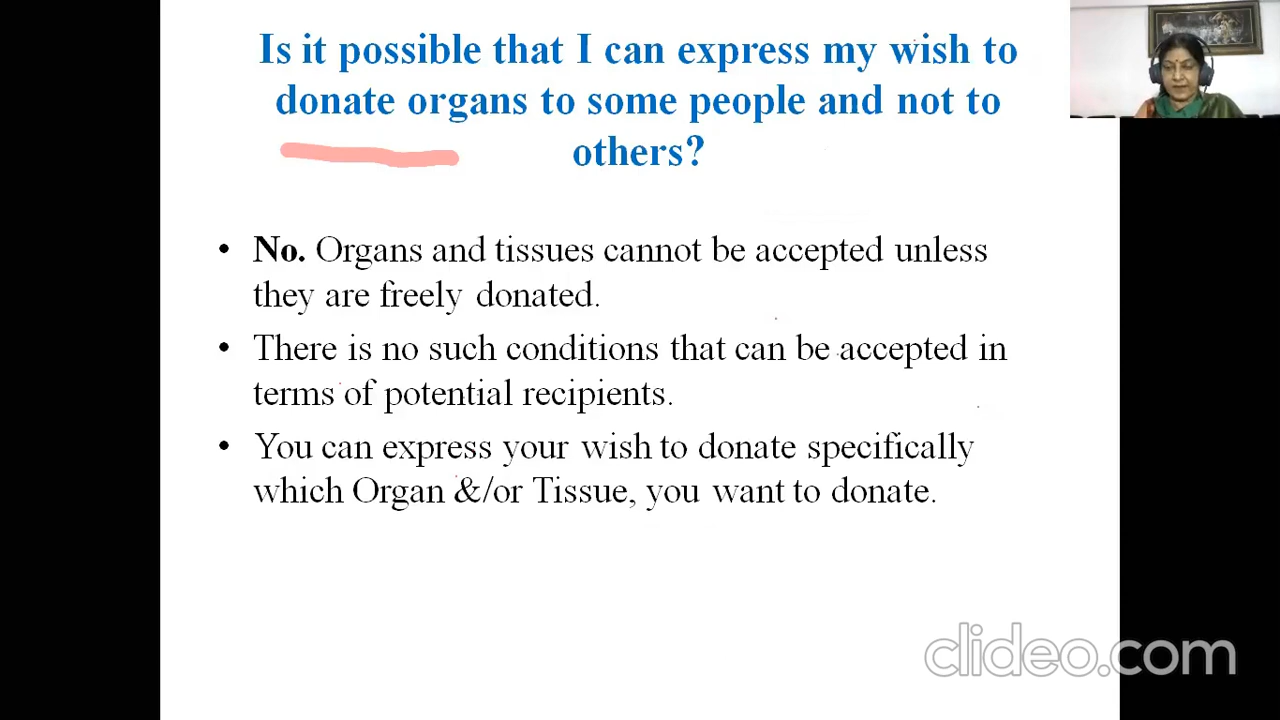 Is it possible that I can express my wish to
donate organs to some people and not to
others?
• No. Organs and tissues cannot be accepted unless
they are freely donated.
• There is no such conditions that can be accepted in
terms of potential recipients.
• You can express your wish to donate specifically
which Organ &/or Tissue, you want to donate.
clideo.com